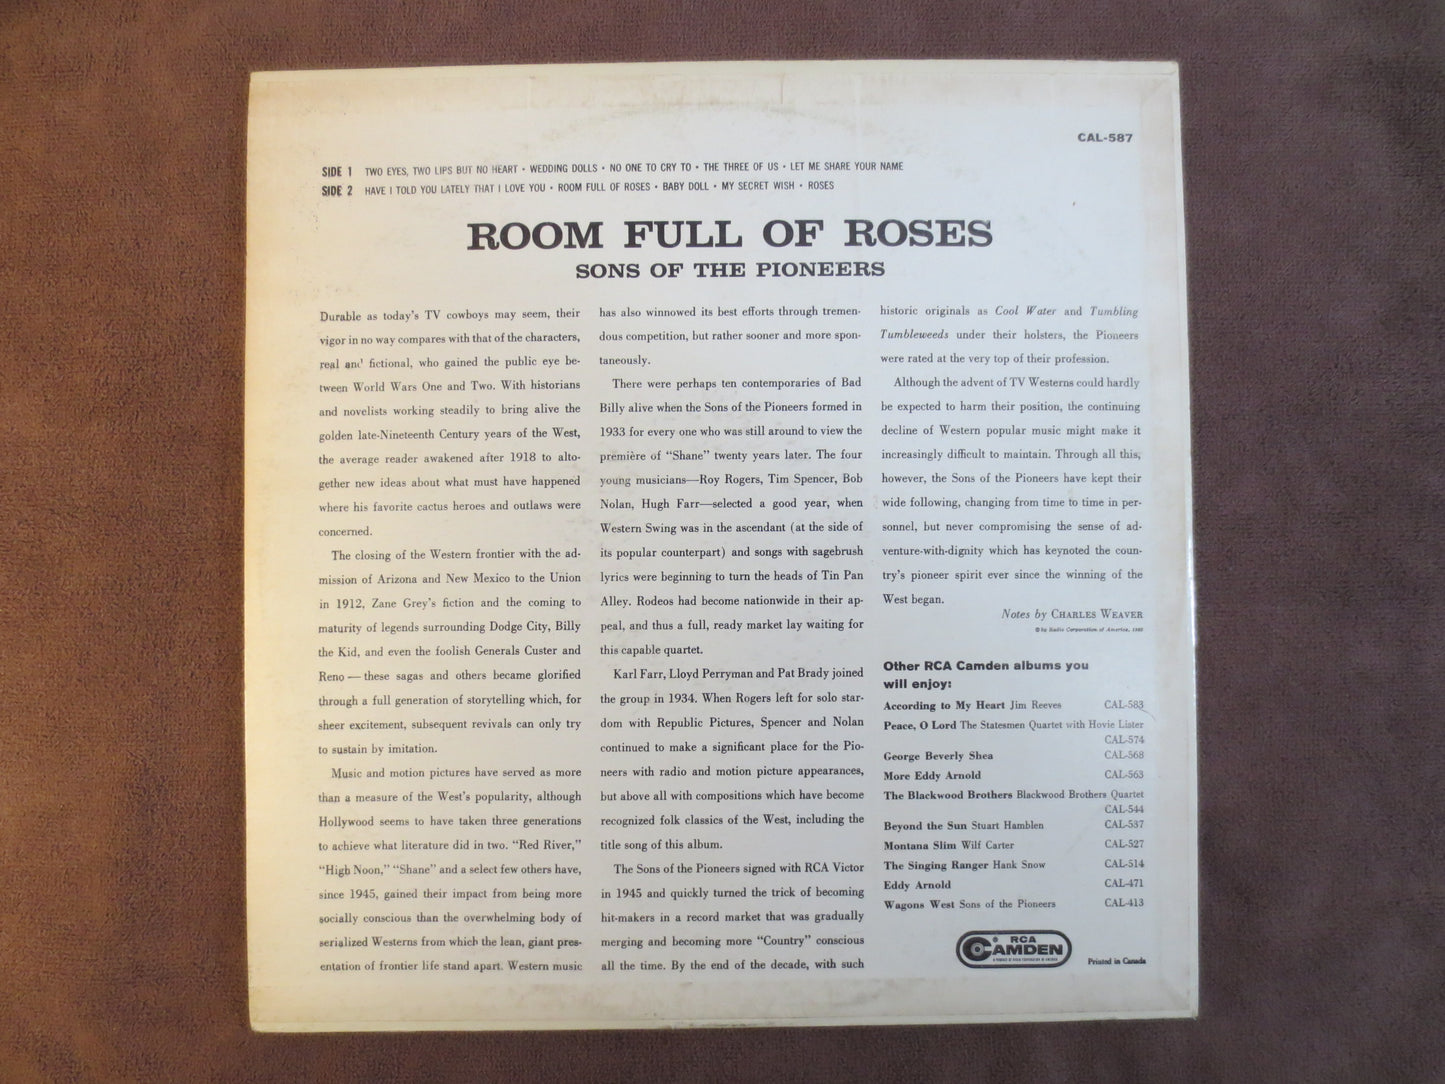 CAL-587
SIDE 1 TWO EYES, TWO LIPS BUT NO HEART • WEDDING DOLLS • NO ONE TO CRY TO • THE THREE OF US • LET ME SHARE YOUR NAME
SIDE 2 HAVE I TOLD YOU LATELY THAT I LOVE YOU • ROOM FULL OF ROSES • BABY DOLL • MY SECRET WISH • ROSES
ROOM FULL OF ROSES
SONS OF THE PIONEERS
Durable as today's TV cowboys may seem, their
vigor in no way compares with that of the characters,
real and fictional, who gained the public eye be-
tween World Wars One and Two. With historians
and novelists working steadily to bring alive the
golden late-Nineteenth Century years of the West,
the average reader awakened after 1918 to alto-
gether new ideas about what must have happened
where his favorite cactus heroes and outlaws were
concerned.
The closing of the Western frontier with the ad-
mission of Arizona and New Mexico to the Union
in 1912, Zane Grey's fiction and the coming to
maturity of legends surrounding Dodge City, Billy
the Kid, and even the foolish Generals Custer and
Reno — these sagas and others became glorified
through a full generation of storytelling which, for
sheer excitement, subsequent revivals can only try
to sustain by imitation.
Music and motion pictures have served as more
than a measure of the West's popularity, although
Hollywood seems to have taken three generations
to achieve what literature did in two. "Red River,"
"High Noon," "Shane" and a select few others have,
since 1945, gained their impact from being more
socially conscious than the overwhelming body of
serialized Westerns from which the lean, giant pres-
entation of frontier life stand apart. Western music
has also winnowed its best efforts through tremen-
dous competition, but rather sooner and more spon-
taneously.
There were perhaps ten contemporaries of Bad
Billy alive when the Sons of the Pioneers formed in
1933 for every one who was still around to view the
première of "Shane" twenty years later. The four
young musicians—Roy Rogers, Tim Spencer, Bob
Nolan, Hugh Farr—selected a good year, when
Western Swing was in the ascendant (at the side of
its popular counterpart) and songs with sagebrush
lyrics were beginning to turn the heads of Tin Pan
Alley. Rodeos had become nationwide in their ap-
peal, and thus a full, ready market lay waiting for
this capable quartet.
Karl Farr, Lloyd Perryman and Pat Brady joined
the group in 1934. When Rogers left for solo star-
dom with Republic Pictures, Spencer and Nolan
continued to make a significant place for the Pio-
neers with radio and motion picture appearances,
but above all with compositions which have become
recognized folk classics of the West, including the
title song of this album.
The Sons of the Pioneers signed with RCA Victor
in 1945 and quickly turned the trick of becoming
hit-makers in a record market that was gradually
merging and becoming more "Country" conscious
all the time. By the end of the decade, with such
historic originals as Cool Water and Tumbling
Tumbleweeds under their holsters, the Pioneers
were rated at the very top of their profession.
Although the advent of TV Westerns could hardly
be expected to harm their position, the continuing
decline of Western popular music might make it
increasingly difficult to maintain. Through all this,
however, the Sons of the Pioneers have kept their
wide following, changing from time to time in per-
sonnel, but never compromising the sense of ad-
venture-with-dignity which has keynoted the coun-
try's pioneer spirit ever since the winning of the
West began.
Notes by CHARLES WEAVER
© by Radio Corporation of America, 1960
Other RCA Camden albums you
will enjoy:
According to My Heart Jim Reeves CAL-583
Peace, O Lord The Statesmen Quartet with Hovie Lister
CAL-574
George Beverly Shea CAL-568
More Eddy Arnold CAL-563
The Blackwood Brothers Blackwood Brothers Quartet
CAL-544
Beyond the Sun Stuart Hamblen CAL-537
Montana Slim Wilf Carter CAL-527
The Singing Ranger Hank Snow CAL-514
Eddy Arnold CAL-471
Wagons West Sons of the Pioneers CAL-413
RCA
CAMDEN
Printed in Canada